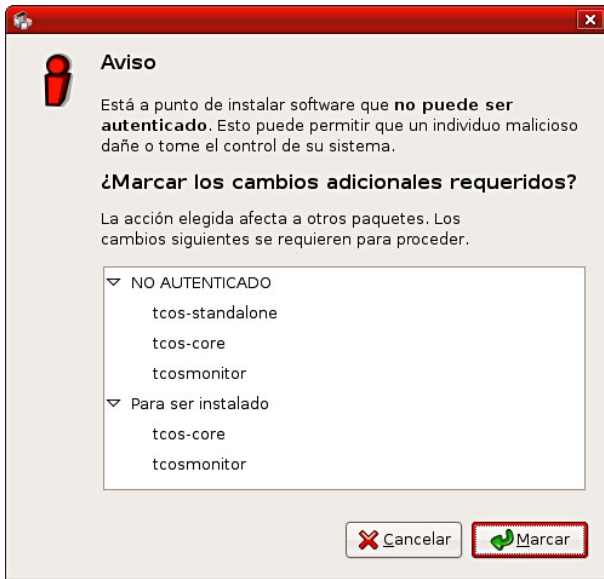 Aviso
Está a punto de instalar software que no puede ser
autenticado. Esto puede permitir que un individuo malicioso
dañe o tome el control de su sistema.
¿Marcar los cambios adicionales requeridos?
La acción elegida afecta a otros paquetes. Los
cambios siguientes se requieren para proceder.
NO AUTENTICADO
tcos-standalone
tcos-core
tcosmonitor
Para ser instalado
tcos-core
tcosmonitor
Cancelar Marcar